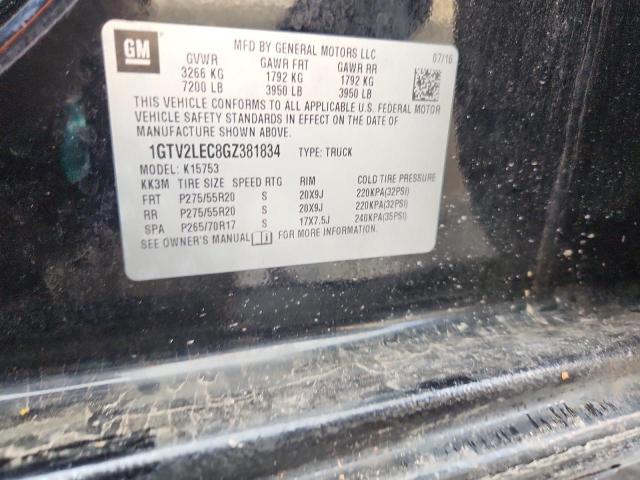 GM
MFD BY GENERAL MOTORS LLC
07/16
GVWR GAWR FRT GAWR RR
3266 KG 1792 KG 1792 KG
7200 LB 3950 LB 3950 LB
THIS VEHICLE CONFORMS TO ALL APPLICABLE U.S. FEDERAL MOTOR
VEHICLE SAFETY STANDARDS IN EFFECT ON THE DATE OF
MANUFACTURE SHOWN ABOVE.
1GTV2LEC8GZ381834 TYPE: TRUCK
MODEL: K15753
KK3M TIRE SIZE SPEED RTG RIM COLD TIRE PRESSURE
FRT P275/55R20 S 20X9J 220KPA(32PSI)
RR P275/55R20 S 20X9J 220KPA(32PSI)
SPA P265/70R17 S 17X7.5J 240KPA(35PSI)
SEE OWNER'S MANUAL FOR MORE INFORMATION.